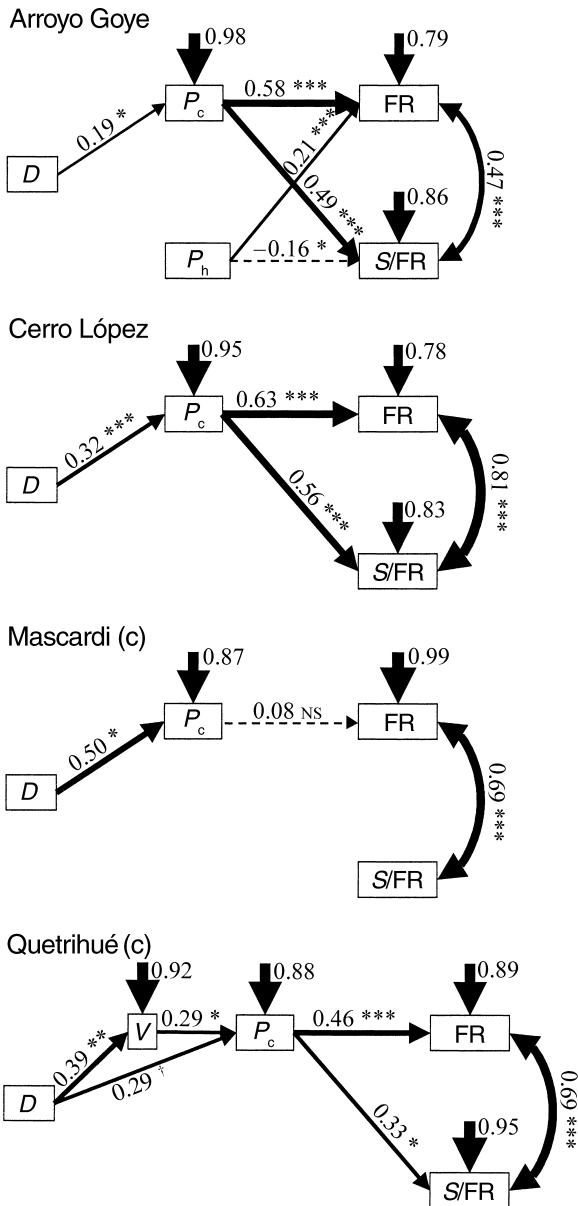 Arroyo Goye
0.98
0.79
Pc
0.58 ***
FR
0.19 *
0.21 ***
D
0.49 ***
0.47 ***
0.86
Ph
−0.16 *
S/FR
Cerro López
0.95
0.78
Pc
0.63 ***
FR
0.32 ***
D
0.56 ***
0.81 ***
0.83
S/FR
Mascardi (c)
0.87
0.99
Pc
0.08 NS
FR
0.50 *
D
0.69 ***
S/FR
Quetrihué (c)
0.92
0.88
0.89
V
0.29 *
Pc
0.46 ***
FR
0.39 **
0.29 †
D
0.33 *
0.69 ***
0.95
S/FR